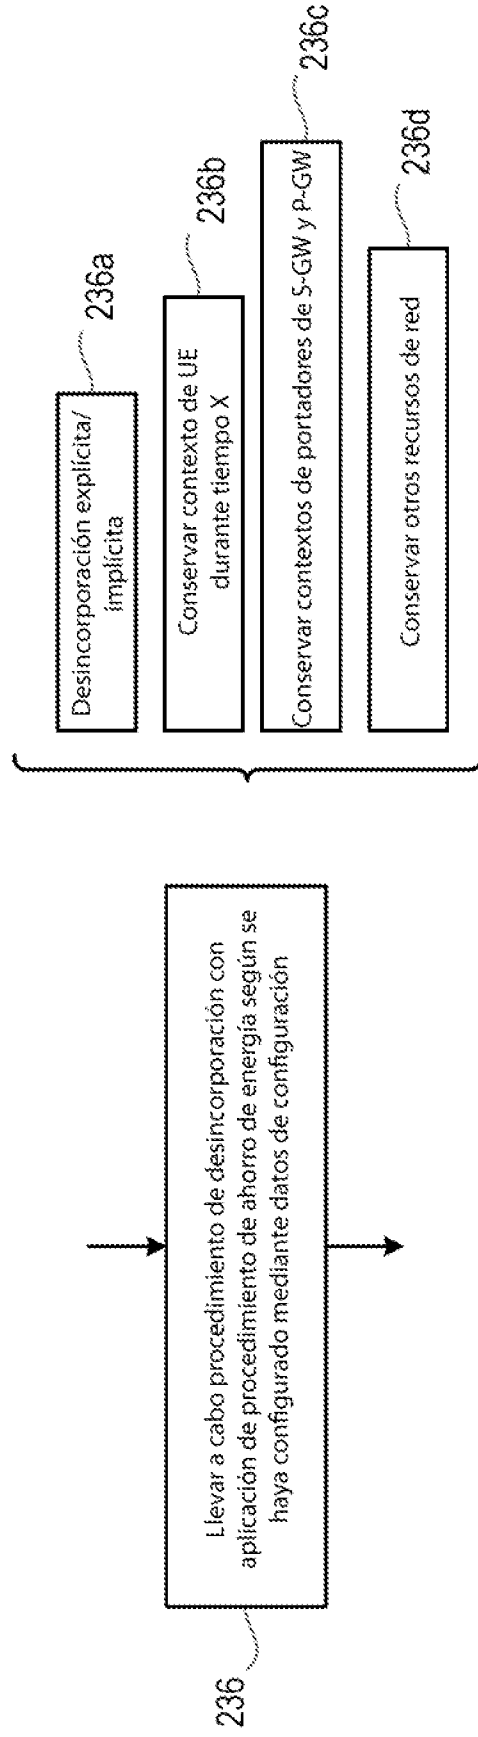 236
Llevar a cabo procedimiento de desincorporación con
aplicación de procedimiento de ahorro de energía según se
haya configurado mediante datos de configuración
Desincorporación explícita/
implícita
236a
Conservar contexto de UE
durante tiempo X
236b
Conservar contextos de portadores de S-GW y P-GW
236c
Conservar otros recursos de red
236d